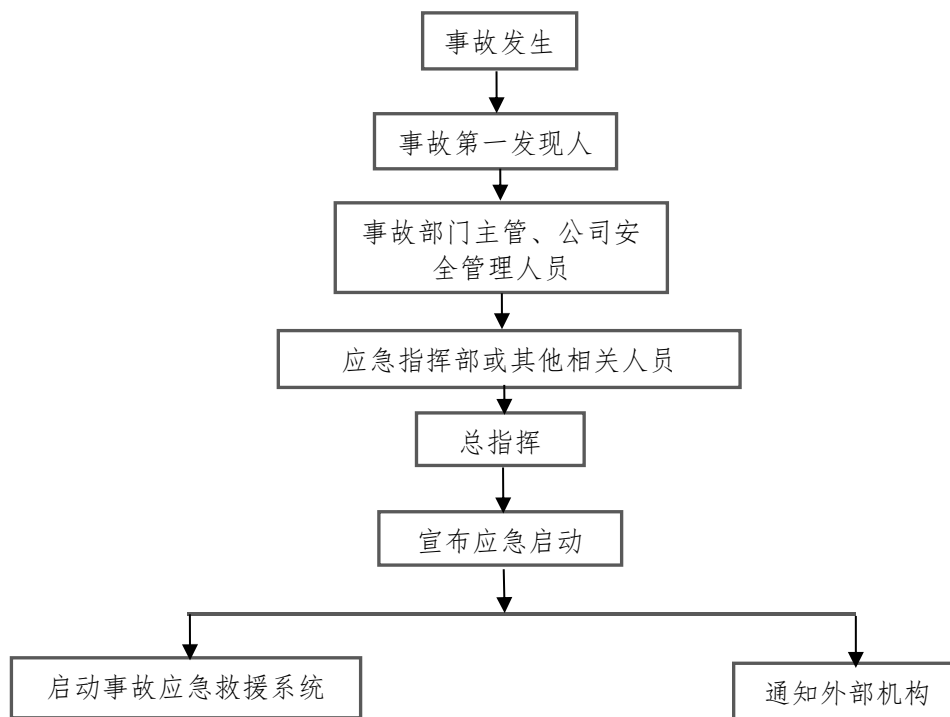 事故发生
事故第一发现人
事故部门主管、公司安
全管理人员
应急指挥部或其他相关人员
总指挥
宣布应急启动
启动事故应急救援系统
通知外部机构